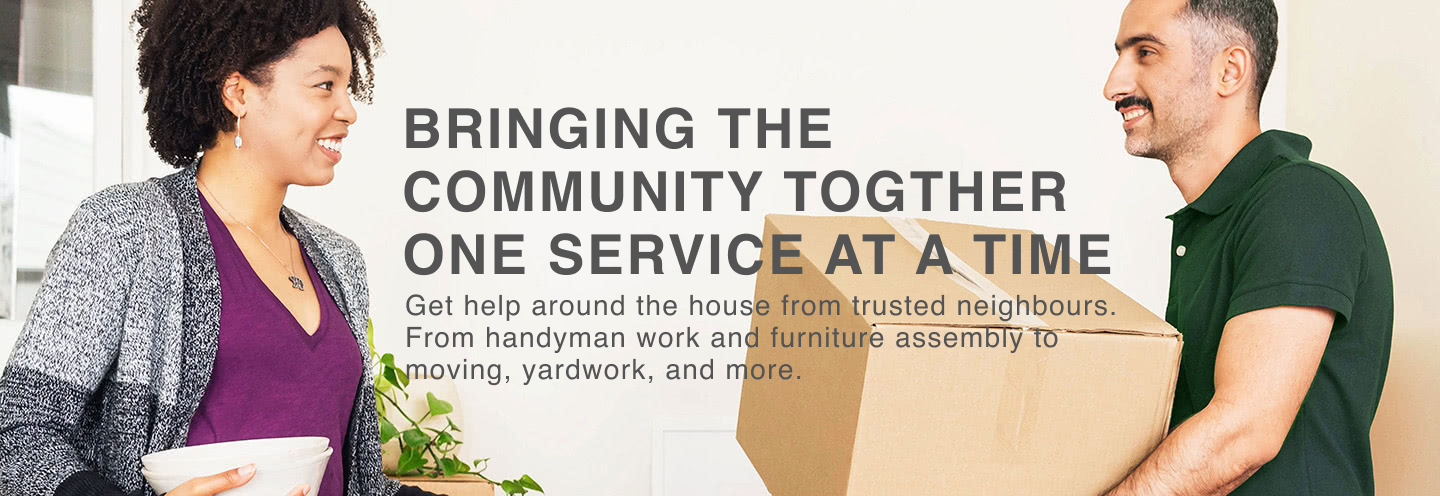 BRINGING THE
COMMUNITY TOGTHER
ONE SERVICE AT A TIME
Get help around the house from trusted neighbours.
From handyman work and furniture assembly to
moving, yardwork, and more.